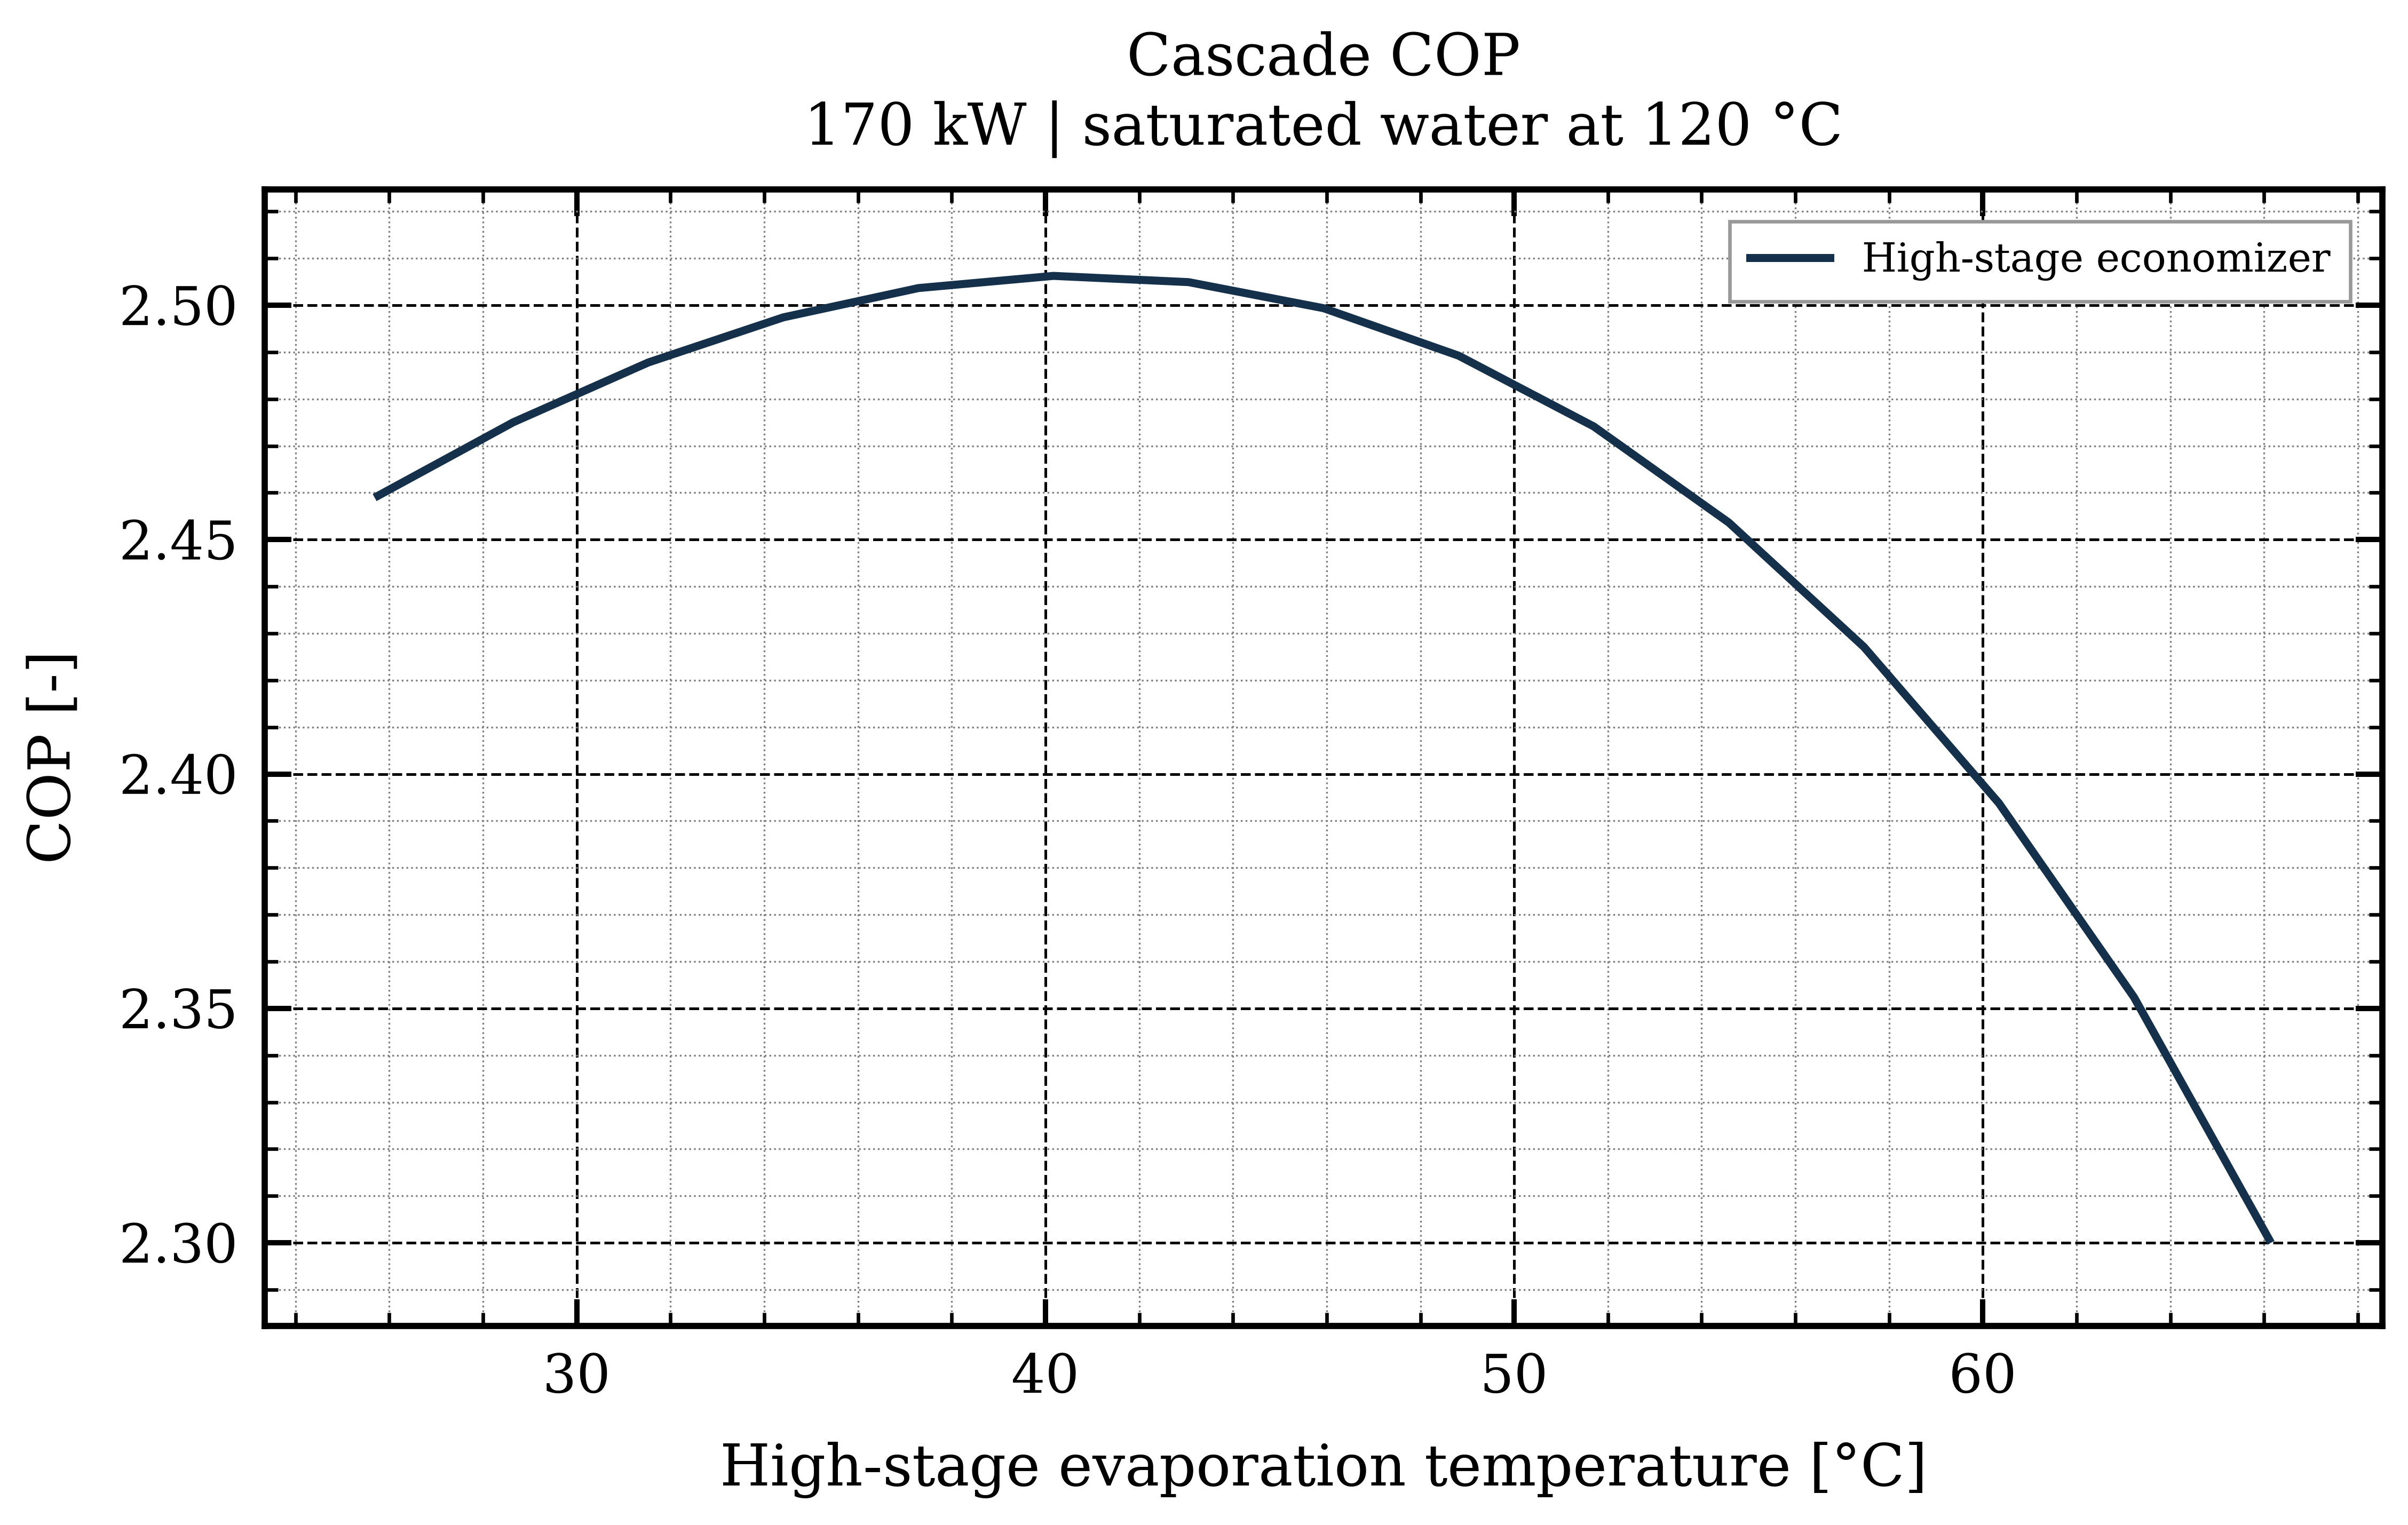 Cascade COP
170 kW | saturated water at 120 °C
High-stage economizer
COP [-]
2.50
2.45
2.40
2.35
2.30
30 40 50 60
High-stage evaporation temperature [°C]